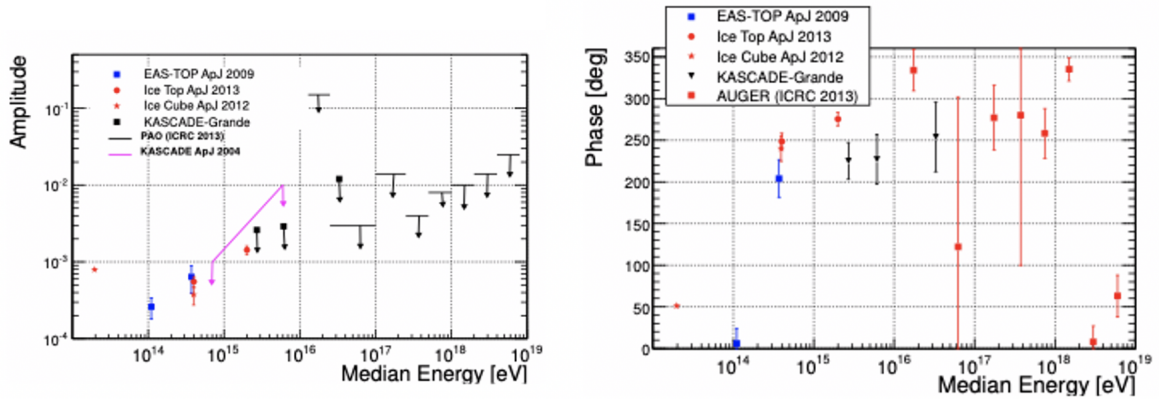 Amplitude
EAS-TOP ApJ 2009
Ice Top ApJ 2013
Ice Cube ApJ 2012
KASCADE-Grande
PAO (ICRC 2013)
KASCADE ApJ 2004
10⁻¹
10⁻²
10⁻³
10⁻⁴
10¹⁴ 10¹⁵ 10¹⁶ 10¹⁷ 10¹⁸ 10¹⁹
Median Energy [eV]
Phase [deg]
EAS-TOP ApJ 2009
Ice Top ApJ 2013
Ice Cube ApJ 2012
KASCADE-Grande
AUGER (ICRC 2013)
350
300
250
200
150
100
50
0
10¹⁴ 10¹⁵ 10¹⁶ 10¹⁷ 10¹⁸ 10¹⁹
Median Energy [eV]